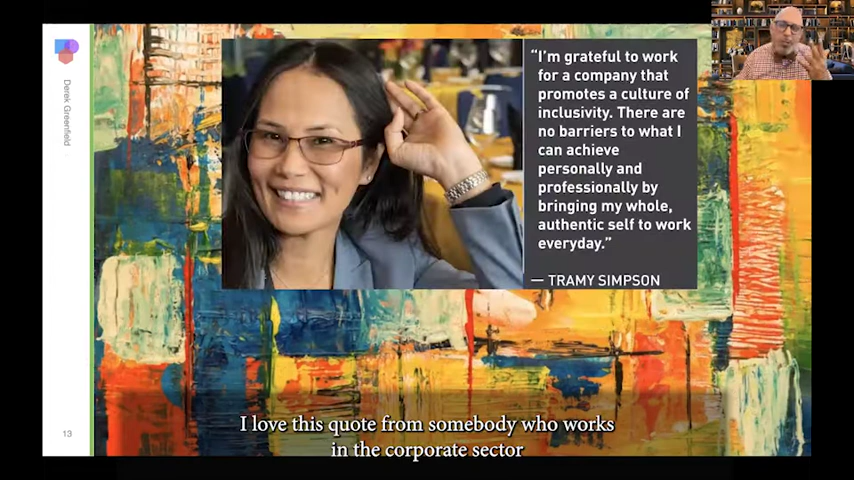 Derek Greenfield
“I’m grateful to work
for a company that
promotes a culture of
inclusivity. There are
no barriers to what I
can achieve
personally and
professionally by
bringing my whole,
authentic self to work
everyday.”
— TRAMY SIMPSON
13
I love this quote from somebody who works
in the corporate sector